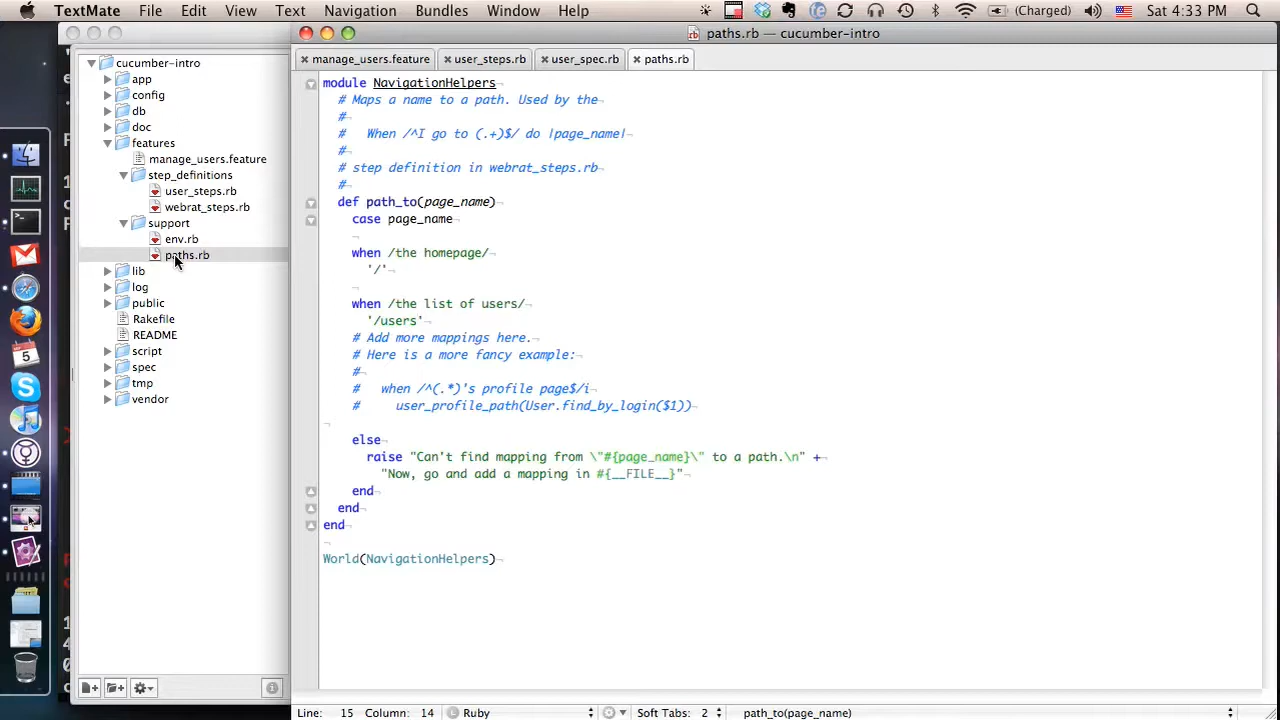 TextMate File Edit View Text Navigation Bundles Window Help (Charged) Sat 4:33 PM
paths.rb — cucumber-intro
manage_users.feature user_steps.rb user_spec.rb paths.rb
cucumber-intro
app
config
db
doc
features
manage_users.feature
step_definitions
user_steps.rb
webrat_steps.rb
support
env.rb
paths.rb
lib
log
public
Rakefile
README
script
spec
tmp
vendor
module NavigationHelpers
# Maps a name to a path. Used by the
#
#   When /^I go to (.+)$/ do |page_name|
#
# step definition in webrat_steps.rb
#
def path_to(page_name)
case page_name
when /the homepage/
'/'
when /the list of users/
'/users'
# Add more mappings here.
# Here is a more fancy example:
#
#   when /^(.*)'s profile page$/i
#     user_profile_path(User.find_by_login($1))
else
raise "Can't find mapping from \"#{page_name}\" to a path.\n" +
"Now, go and add a mapping in #{__FILE__}"
end
end
end
World(NavigationHelpers)
5
Line: 15 Column: 14 Ruby Soft Tabs: 2 path_to(page_name)